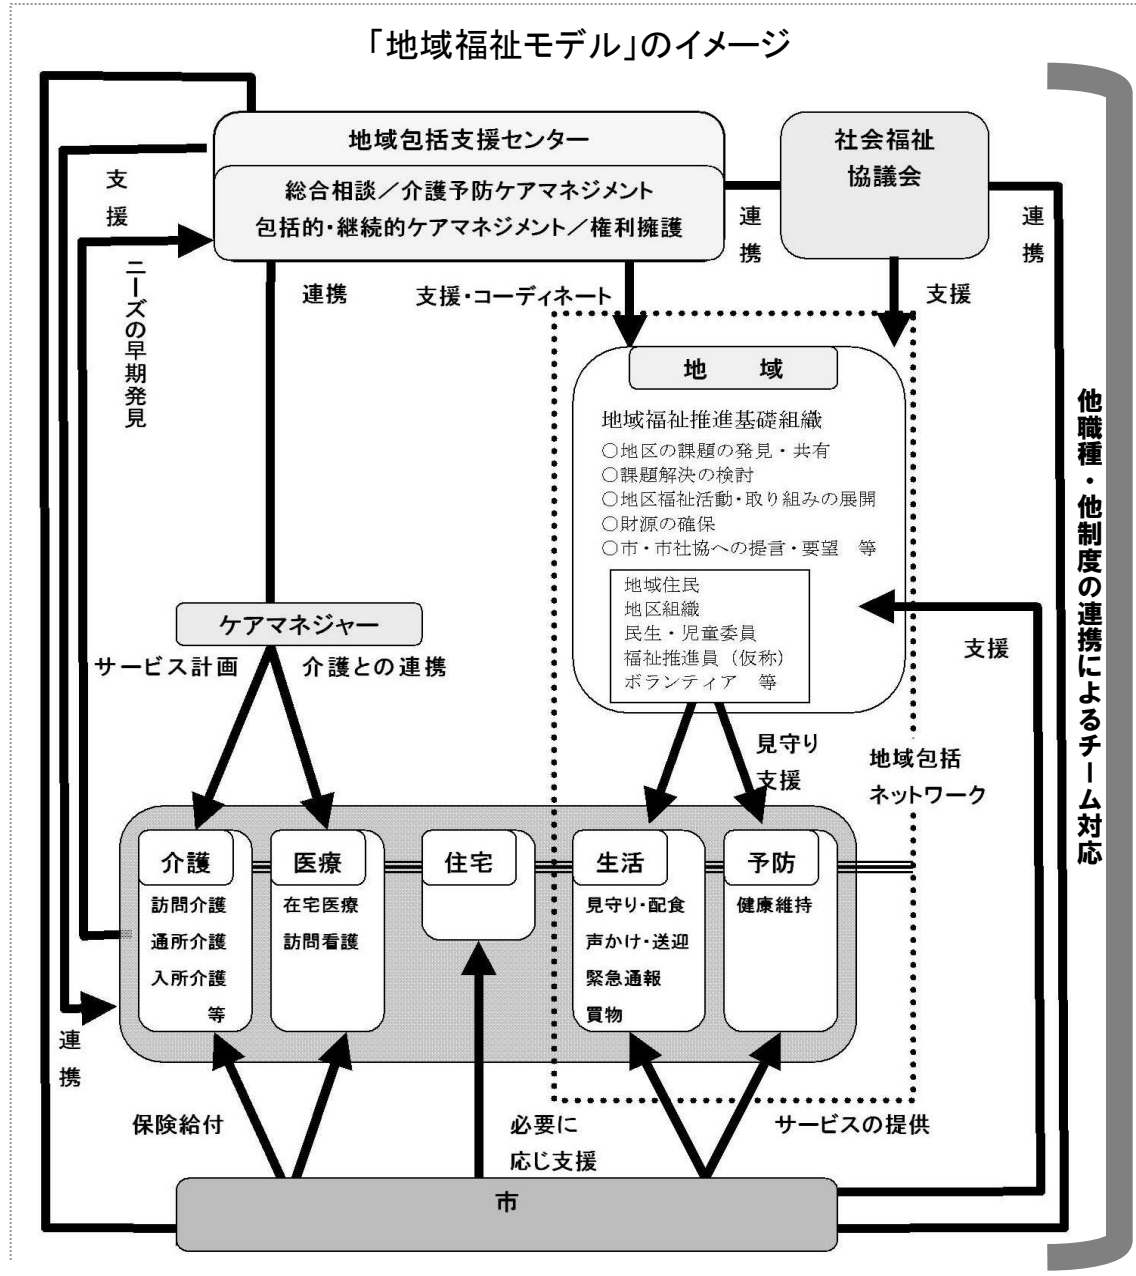 「地域福祉モデル」のイメージ
地域包括支援センター
総合相談／介護予防ケアマネジメント
包括的・継続的ケアマネジメント／権利擁護
社会福祉
協議会
支
援
連
携
連
携
ニーズの早期発見
連携
支援・コーディネート
支援
地　域
地域福祉推進基礎組織
○地区の課題の発見・共有
○課題解決の検討
○地区福祉活動・取り組みの展開
○財源の確保
○市・市社協への提言・要望　等
地域住民
地区組織
民生・児童委員
福祉推進員（仮称）
ボランティア　等
他職種・他制度の連携によるチーム対応
ケアマネジャー
サービス計画
介護との連携
支援
見守り
支援
地域包括
ネットワーク
介護
訪問介護
通所介護
入所介護
等
医療
在宅医療
訪問看護
住宅
生活
見守り・配食
声かけ・送迎
緊急通報
買物
予防
健康維持
連
携
保険給付
必要に
応じ支援
サービスの提供
市